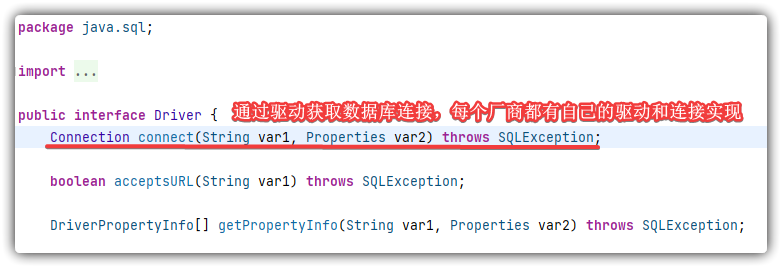 package java.sql;
import ...
public interface Driver { 通过驱动获取数据库连接，每个厂商都有自己的驱动和连接实现
Connection connect(String var1, Properties var2) throws SQLException;
boolean acceptsURL(String var1) throws SQLException;
DriverPropertyInfo[] getPropertyInfo(String var1, Properties var2) throws SQLException;